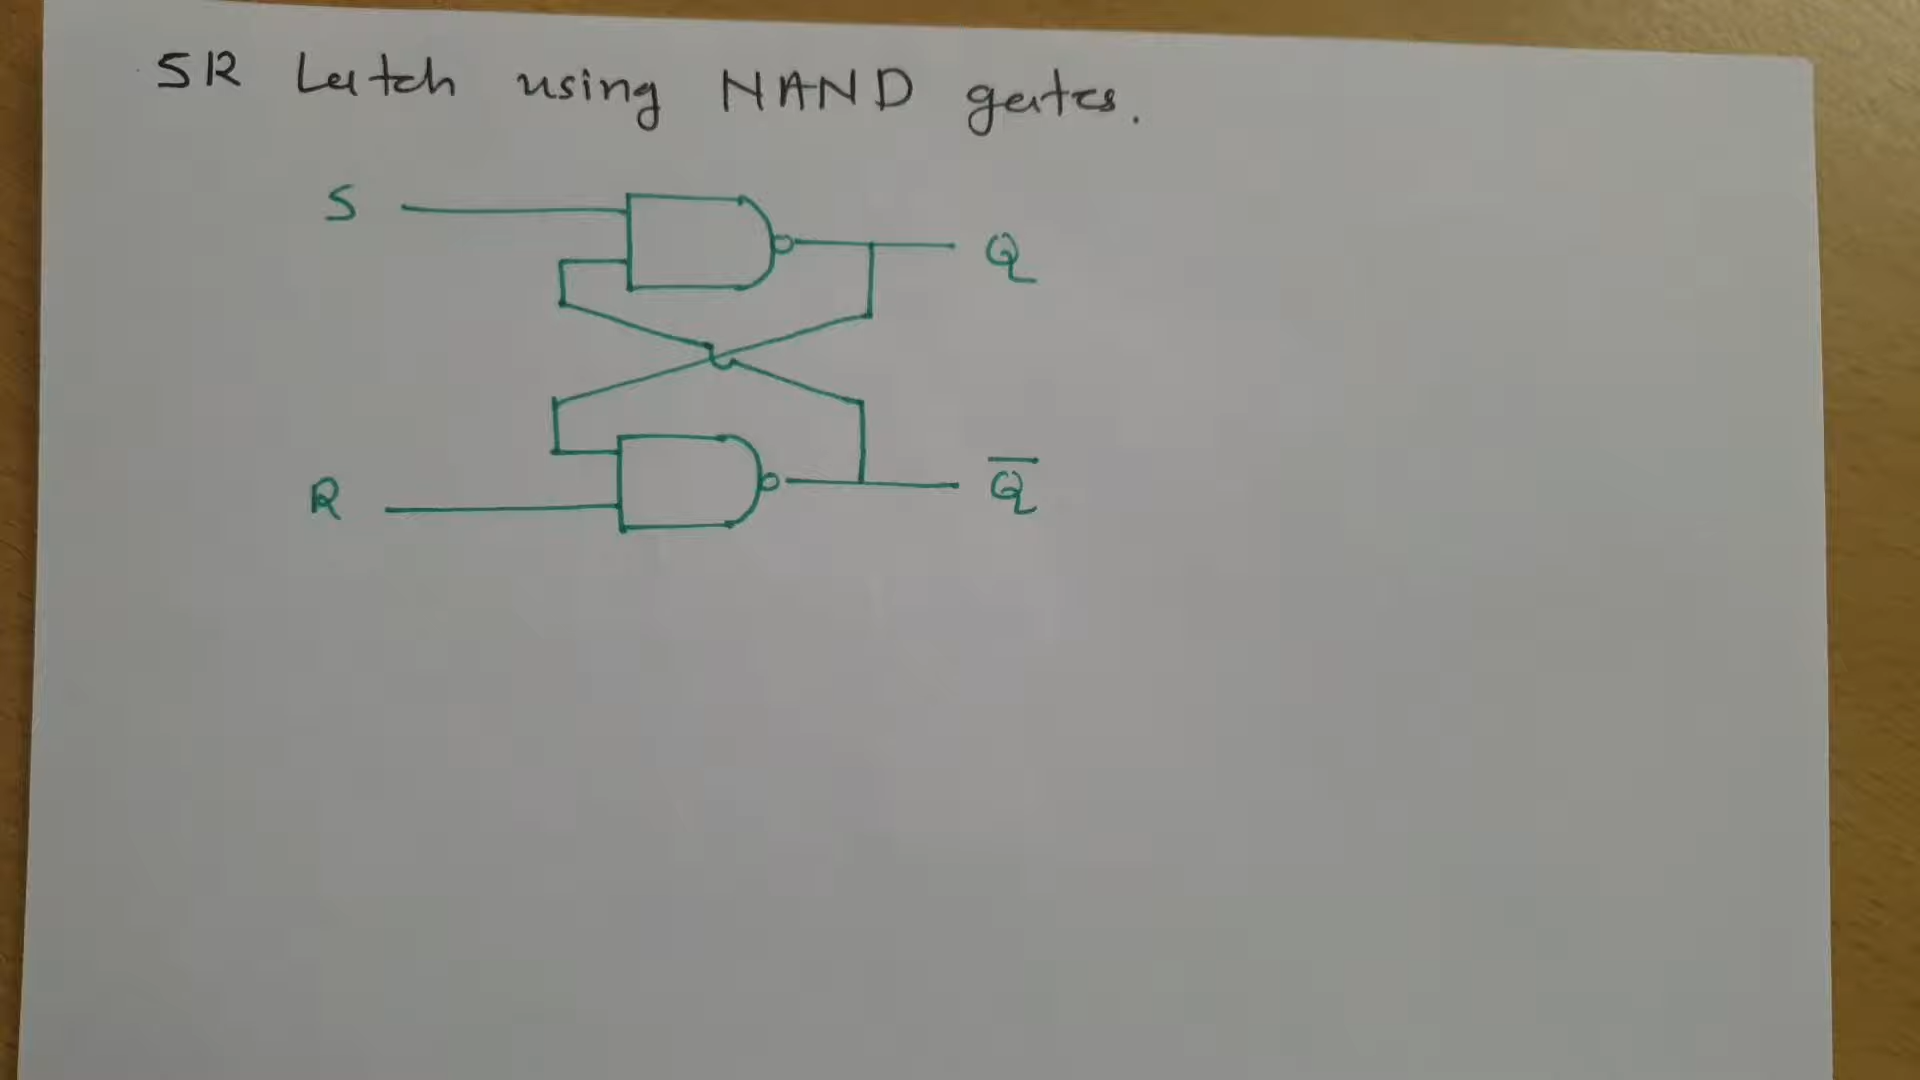 SR Latch using NAND gates.
S
Q
R
Q̅